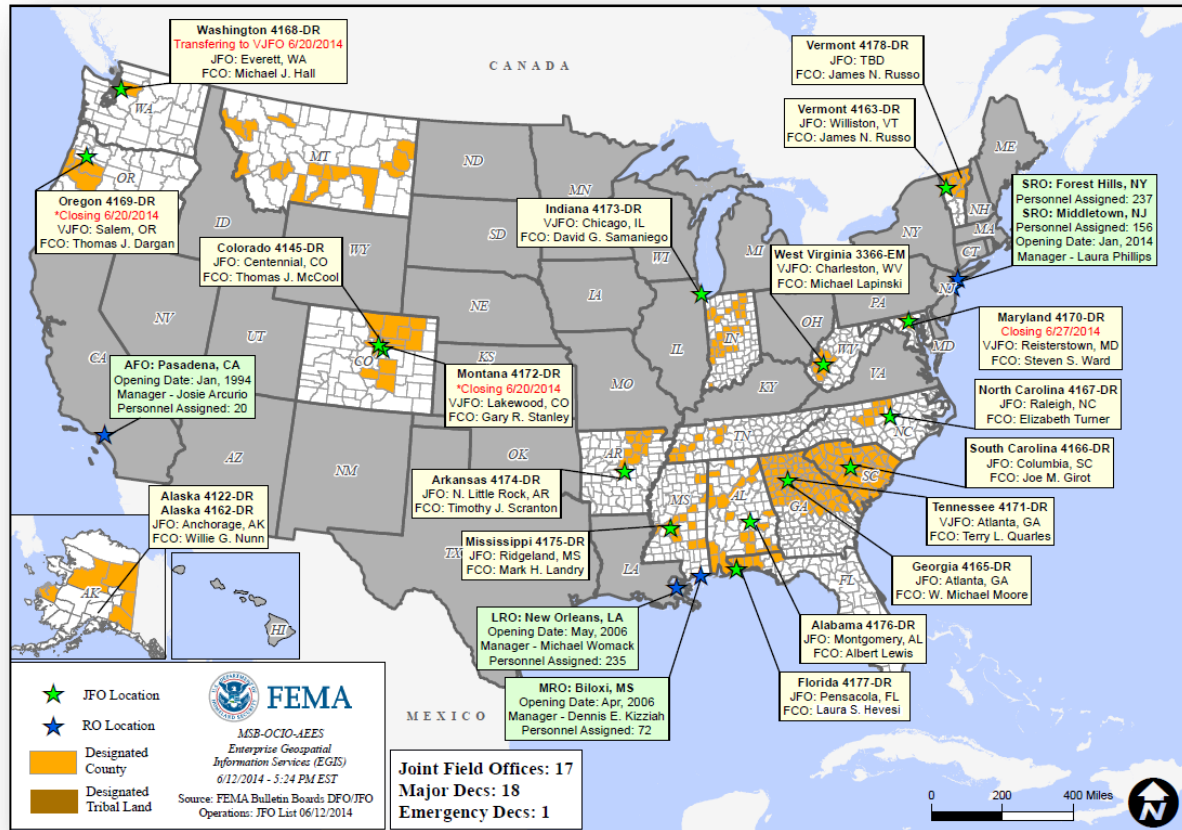 Washington 4168-DR
Transfering to VJFO 6/20/2014
JFO: Everett, WA
FCO: Michael J. Hall
CANADA
Vermont 4178-DR
JFO: TBD
FCO: James N. Russo
Vermont 4163-DR
JFO: Williston, VT
FCO: James N. Russo
WA
MT
ND
MN
ME
OR
Oregon 4169-DR
*Closing 6/20/2014
VJFO: Salem, OR
FCO: Thomas J. Dargan
ID
SD
WI
MI
NY
NH
MA
CT
SRO: Forest Hills, NY
Personnel Assigned: 237
SRO: Middletown, NJ
Personnel Assigned: 156
Opening Date: Jan, 2014
Manager - Laura Phillips
Indiana 4173-DR
VJFO: Chicago, IL
FCO: David G. Samaniego
Colorado 4145-DR
JFO: Centennial, CO
FCO: Thomas J. McCool
WY
West Virginia 3366-EM
VJFO: Charleston, WV
FCO: Michael Lapinski
NJ
NE
IA
PA
OH
NV
UT
Maryland 4170-DR
Closing 6/27/2014
VJFO: Reisterstown, MD
FCO: Steven S. Ward
MD
IL
IN
CA
CO
KS
WV
VA
AFO: Pasadena, CA
Opening Date: Jan, 1994
Manager - Josie Arcurio
Personnel Assigned: 20
Montana 4172-DR
*Closing 6/20/2014
VJFO: Lakewood, CO
FCO: Gary R. Stanley
MO
KY
North Carolina 4167-DR
JFO: Raleigh, NC
FCO: Elizabeth Turner
AZ
NM
OK
AR
TN
NC
South Carolina 4166-DR
JFO: Columbia, SC
FCO: Joe M. Girot
SC
Arkansas 4174-DR
JFO: N. Little Rock, AR
FCO: Timothy J. Scranton
Alaska 4122-DR
Alaska 4162-DR
JFO: Anchorage, AK
FCO: Willie G. Nunn
MS
AL
GA
Tennessee 4171-DR
VJFO: Atlanta, GA
FCO: Terry L. Quarles
Mississippi 4175-DR
JFO: Ridgeland, MS
FCO: Mark H. Landry
TX
LA
FL
Georgia 4165-DR
JFO: Atlanta, GA
FCO: W. Michael Moore
AK
HI
LRO: New Orleans, LA
Opening Date: May, 2006
Manager - Michael Womack
Personnel Assigned: 235
Alabama 4176-DR
JFO: Montgomery, AL
FCO: Albert Lewis
MRO: Biloxi, MS
Opening Date: Apr, 2006
Manager - Dennis E. Kizziah
Personnel Assigned: 72
Florida 4177-DR
JFO: Pensacola, FL
FCO: Laura S. Hevesi
MEXICO
JFO Location
RO Location
Designated
County
Designated
Tribal Land
FEMA
MSB-OCIO-AEES
Enterprise Geospatial
Information Services (EGIS)
6/12/2014 - 5:24 PM EST
Source: FEMA Bulletin Boards DFO/JFO
Operations: JFO List 06/12/2014
Joint Field Offices: 17
Major Decs: 18
Emergency Decs: 1
0 200 400 Miles
N